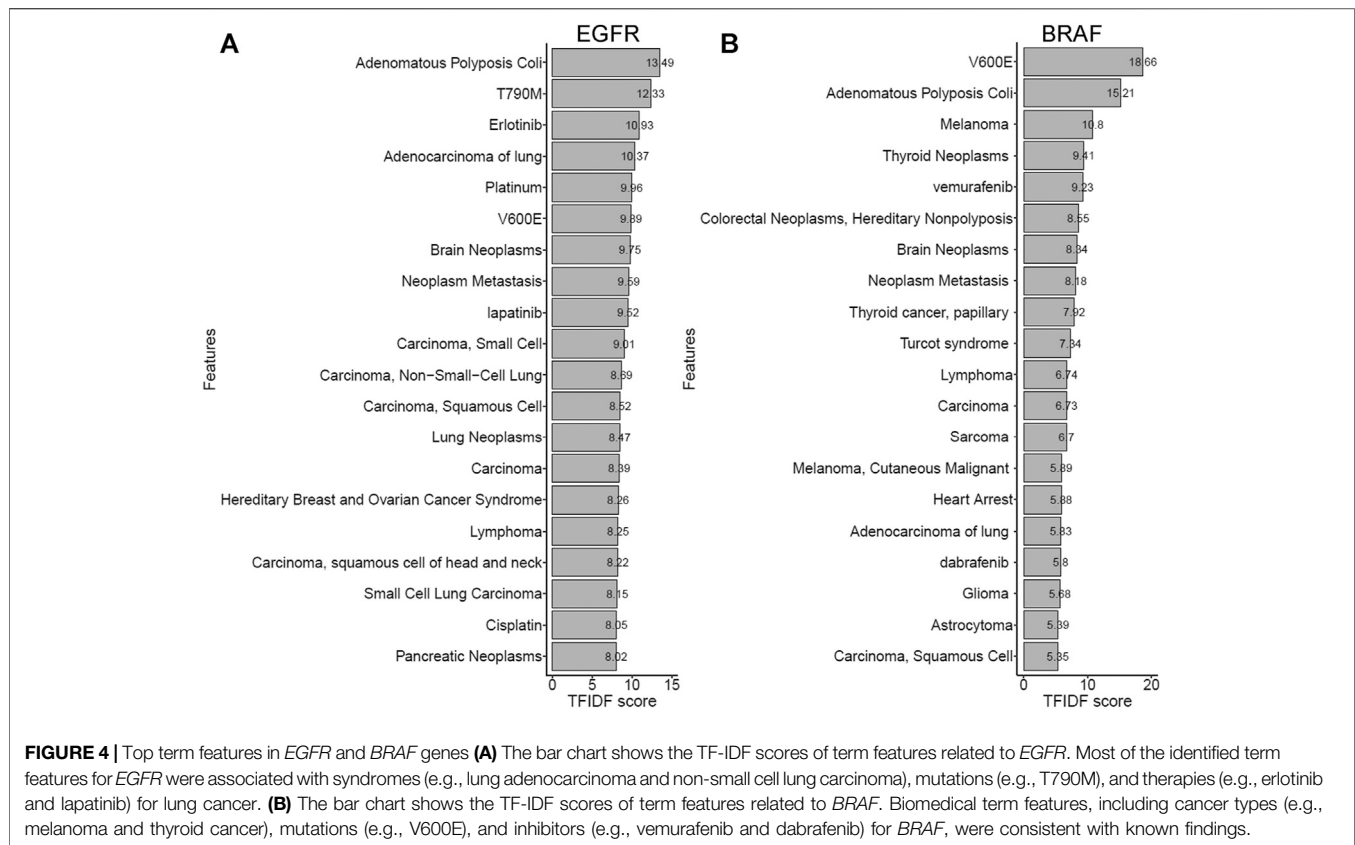 A
EGFR
Features
Adenomatous Polyposis Coli 13.49
T790M 12.33
Erlotinib 10.93
Adenocarcinoma of lung 10.37
Platinum 9.96
V600E 9.89
Brain Neoplasms 9.75
Neoplasm Metastasis 9.59
lapatinib 9.52
Carcinoma, Small Cell 9.01
Carcinoma, Non−Small−Cell Lung 8.69
Carcinoma, Squamous Cell 8.52
Lung Neoplasms 8.47
Carcinoma 8.39
Hereditary Breast and Ovarian Cancer Syndrome 8.26
Lymphoma 8.25
Carcinoma, squamous cell of head and neck 8.22
Small Cell Lung Carcinoma 8.15
Cisplatin 8.05
Pancreatic Neoplasms 8.02
0 5 10 15
TFIDF score
B
BRAF
Features
V600E 18.66
Adenomatous Polyposis Coli 15.21
Melanoma 10.8
Thyroid Neoplasms 9.41
vemurafenib 9.23
Colorectal Neoplasms, Hereditary Nonpolyposis 8.55
Brain Neoplasms 8.34
Neoplasm Metastasis 8.18
Thyroid cancer, papillary 7.92
Turcot syndrome 7.34
Lymphoma 6.74
Carcinoma 6.73
Sarcoma 6.7
Melanoma, Cutaneous Malignant 5.89
Heart Arrest 5.88
Adenocarcinoma of lung 5.83
dabrafenib 5.8
Glioma 5.68
Astrocytoma 5.39
Carcinoma, Squamous Cell 5.35
0 10 20
TFIDF score
FIGURE 4 | Top term features in EGFR and BRAF genes (A) The bar chart shows the TF-IDF scores of term features related to EGFR. Most of the identified term
features for EGFR were associated with syndromes (e.g., lung adenocarcinoma and non-small cell lung carcinoma), mutations (e.g., T790M), and therapies (e.g., erlotinib
and lapatinib) for lung cancer. (B) The bar chart shows the TF-IDF scores of term features related to BRAF. Biomedical term features, including cancer types (e.g.,
melanoma and thyroid cancer), mutations (e.g., V600E), and inhibitors (e.g., vemurafenib and dabrafenib) for BRAF, were consistent with known findings.